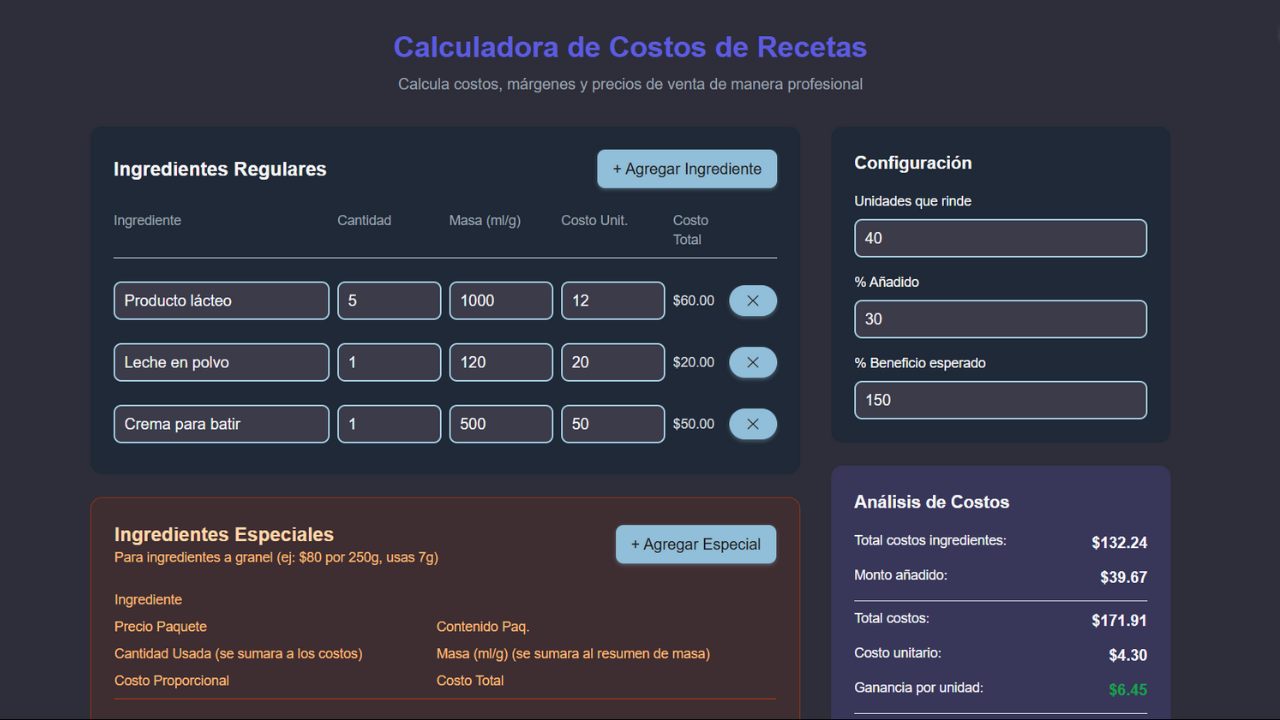 Calculadora de Costos de Recetas
Calcula costos, márgenes y precios de venta de manera profesional
Ingredientes Regulares
+ Agregar Ingrediente
Ingrediente Cantidad Masa (ml/g) Costo Unit. Costo Total
Producto lácteo 5 1000 12 $60.00
Leche en polvo 1 120 20 $20.00
Crema para batir 1 500 50 $50.00
Ingredientes Especiales
Para ingredientes a granel (ej: $80 por 250g, usas 7g)
+ Agregar Especial
Ingrediente
Precio Paquete Contenido Paq.
Cantidad Usada (se sumara a los costos) Masa (ml/g) (se sumara al resumen de masa)
Costo Proporcional Costo Total
Configuración
Unidades que rinde
40
% Añadido
30
% Beneficio esperado
150
Análisis de Costos
Total costos ingredientes: $132.24
Monto añadido: $39.67
Total costos: $171.91
Costo unitario: $4.30
Ganancia por unidad: $6.45